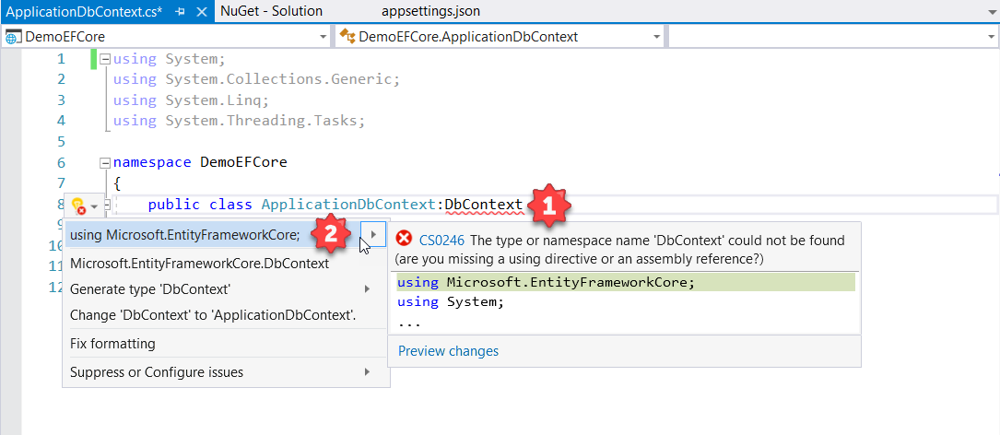 ApplicationDbContext.cs* NuGet - Solution appsettings.json
DemoEFCore DemoEFCore.ApplicationDbContext
1 using System;
2 using System.Collections.Generic;
3 using System.Linq;
4 using System.Threading.Tasks;
5
6 namespace DemoEFCore
7 {
8 public class ApplicationDbContext:DbContext 1
9
10
11
12
using Microsoft.EntityFrameworkCore; 2
Microsoft.EntityFrameworkCore.DbContext
Generate type 'DbContext'
Change 'DbContext' to 'ApplicationDbContext'.
Fix formatting
Suppress or Configure issues
CS0246 The type or namespace name 'DbContext' could not be found
(are you missing a using directive or an assembly reference?)
using Microsoft.EntityFrameworkCore;
using System;
...
Preview changes